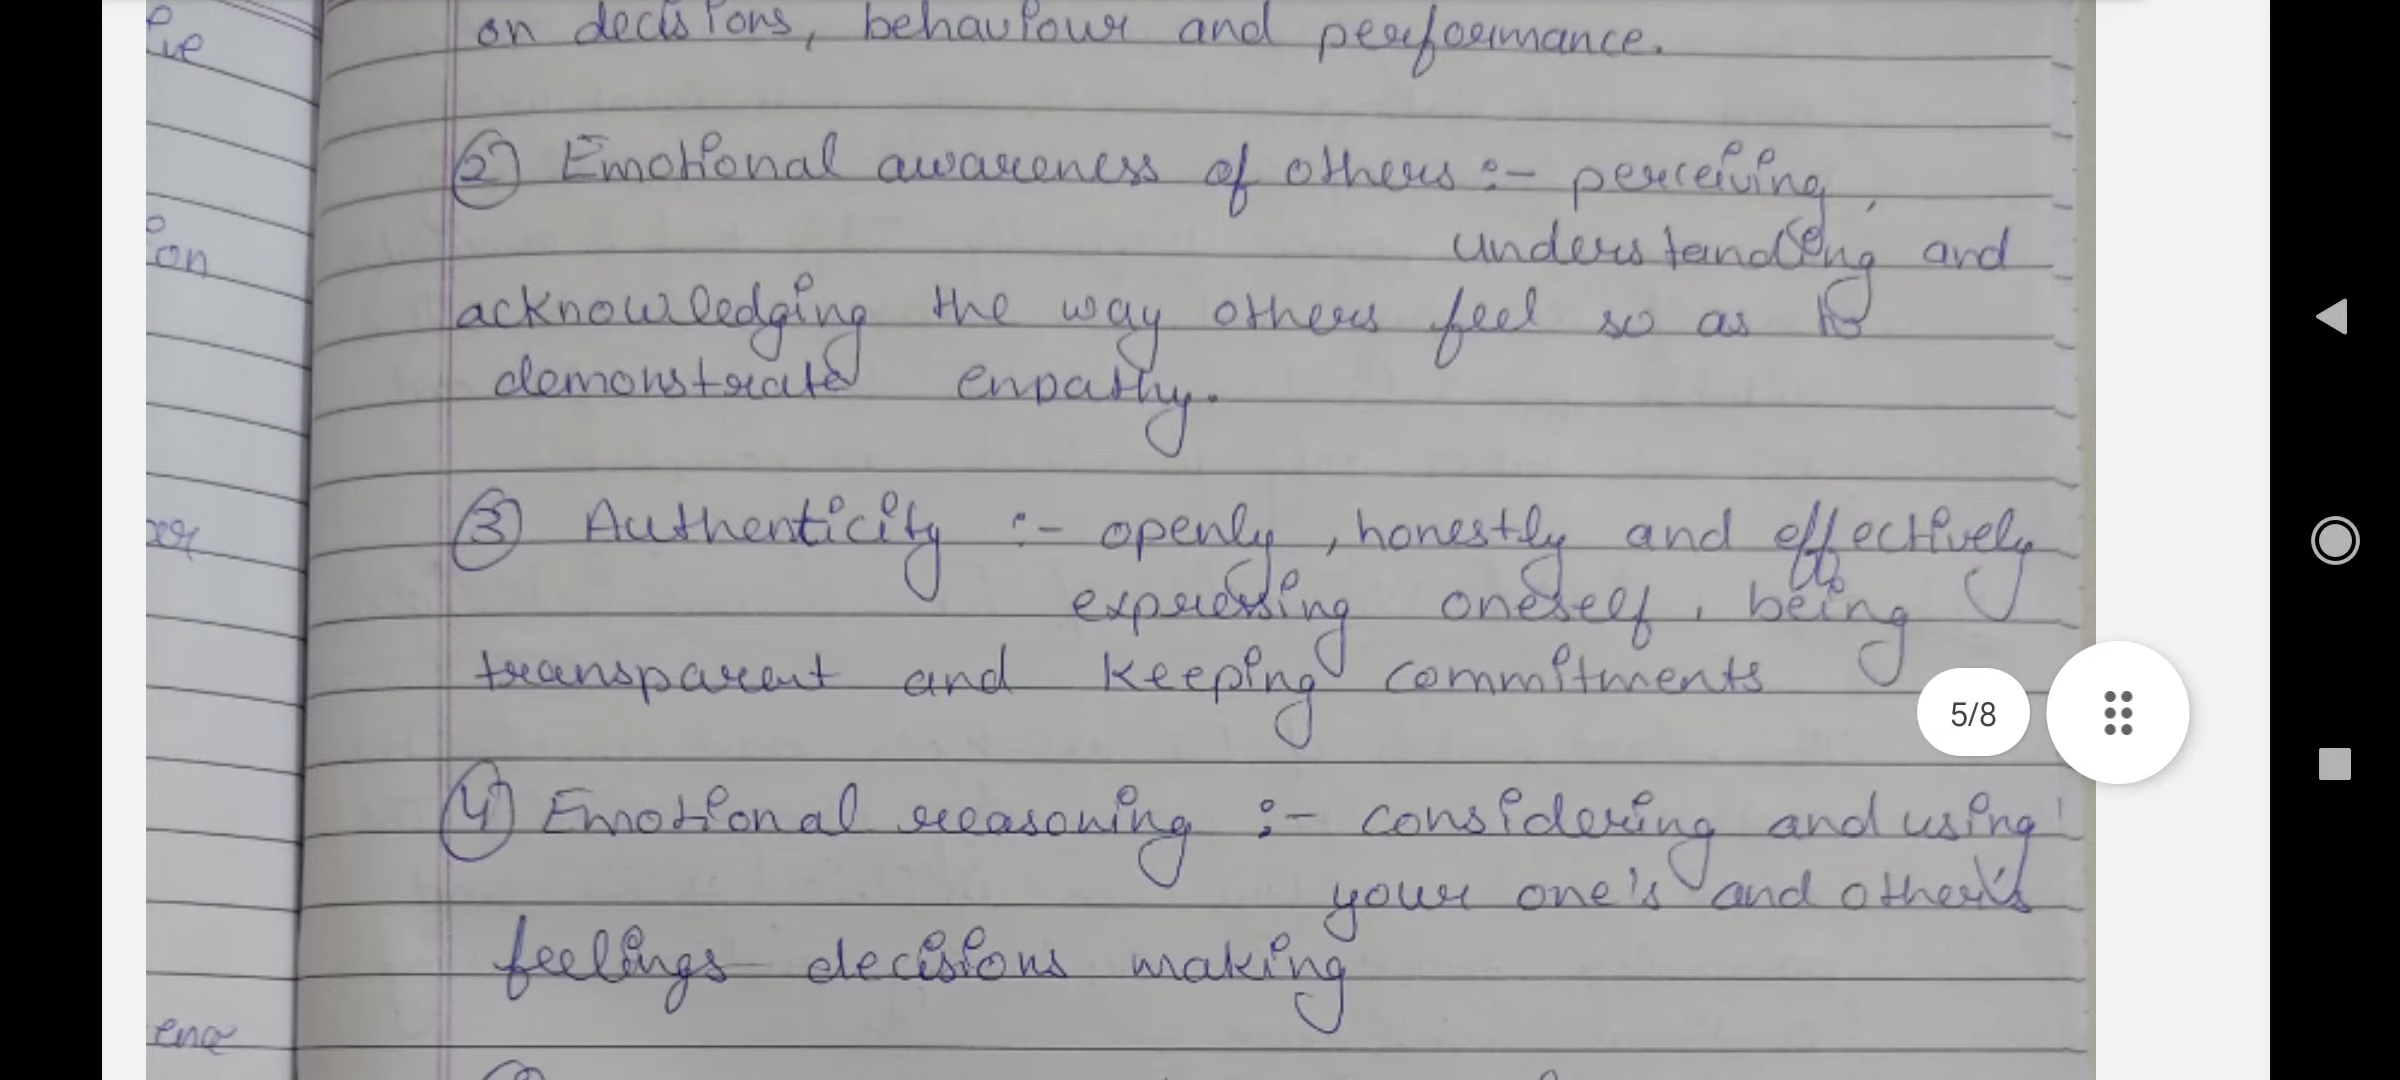 on decisions, behaviour and performance.
② Emotional awareness of others :- perceiving,
understanding and
acknowledging the way others feel so as to
demonstrate enpathy.
③ Authenticity :- openly, honestly and effectively
expressing oneself, being
transparent and keeping commitments
5/8
④ Emotional reasoning :- considering and using
your one's and other's
feelings decisions making